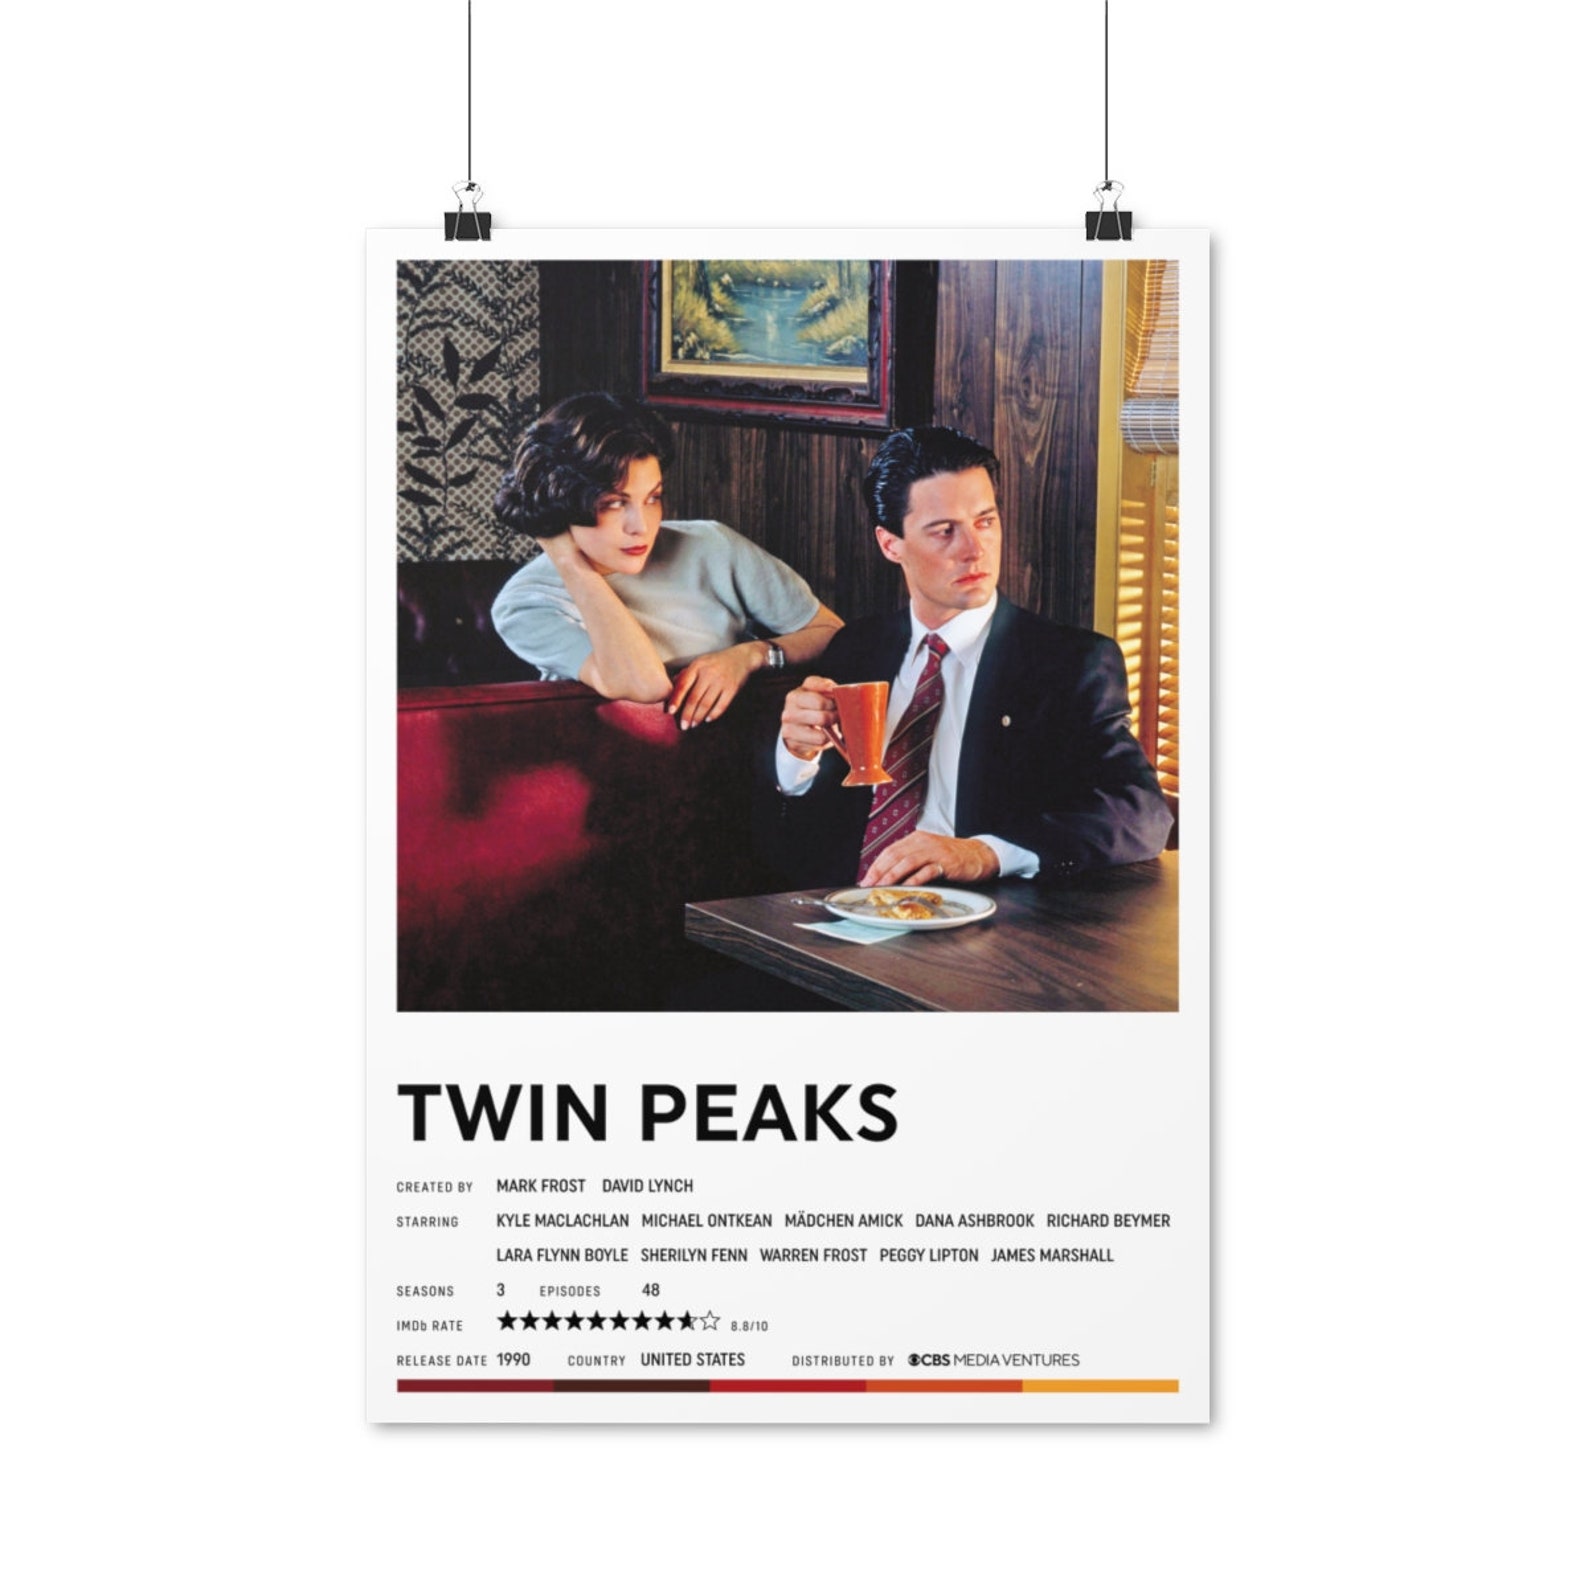 TWIN PEAKS
CREATED BY MARK FROST DAVID LYNCH
STARRING KYLE MACLACHLAN MICHAEL ONTKEAN MÄDCHEN AMICK DANA ASHBROOK RICHARD BEYMER
LARA FLYNN BOYLE SHERILYN FENN WARREN FROST PEGGY LIPTON JAMES MARSHALL
SEASONS 3 EPISODES 48
IMDb RATE 8.8/10
RELEASE DATE 1990 COUNTRY UNITED STATES DISTRIBUTED BY CBS MEDIA VENTURES